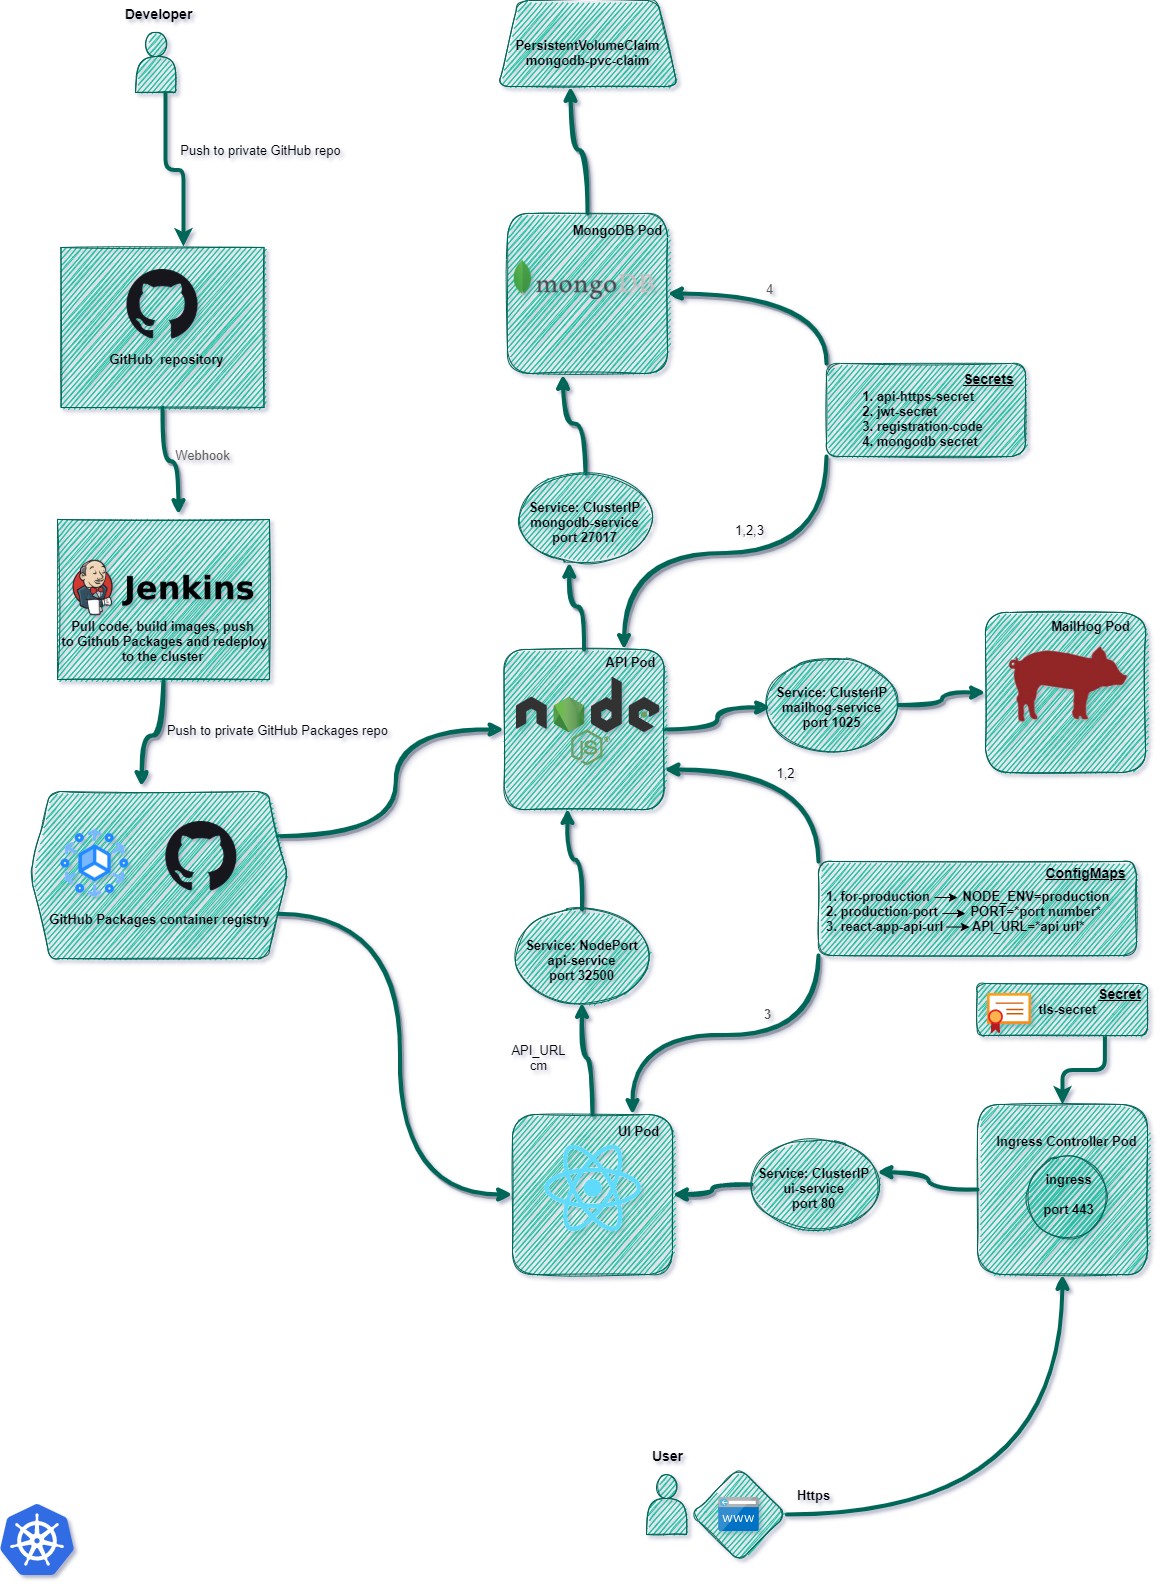 Developer
Push to private GitHub repo
GitHub  repository
Webhook
Jenkins
Pull code, build images, push
to Github Packages and redeploy
to the cluster
Push to private GitHub Packages repo
GitHub Packages container registry
PersistentVolumeClaim
mongodb-pvc-claim
MongoDB Pod
mongoDB
4
Secrets
1. api-https-secret
2. jwt-secret
3. registration-code
4. mongodb secret
Service: ClusterIP
mongodb-service
port 27017
1,2,3
API Pod
node
JS
Service: ClusterIP
mailhog-service
port 1025
MailHog Pod
1,2
ConfigMaps
1. for-production NODE_ENV=production
2. production-port PORT=*port number*
3. react-app-api-url API_URL=*api url*
Service: NodePort
api-service
port 32500
3
API_URL
cm
Secret
tls-secret
UI Pod
Service: ClusterIP
ui-service
port 80
Ingress Controller Pod
ingress
port 443
User
WWW
Https